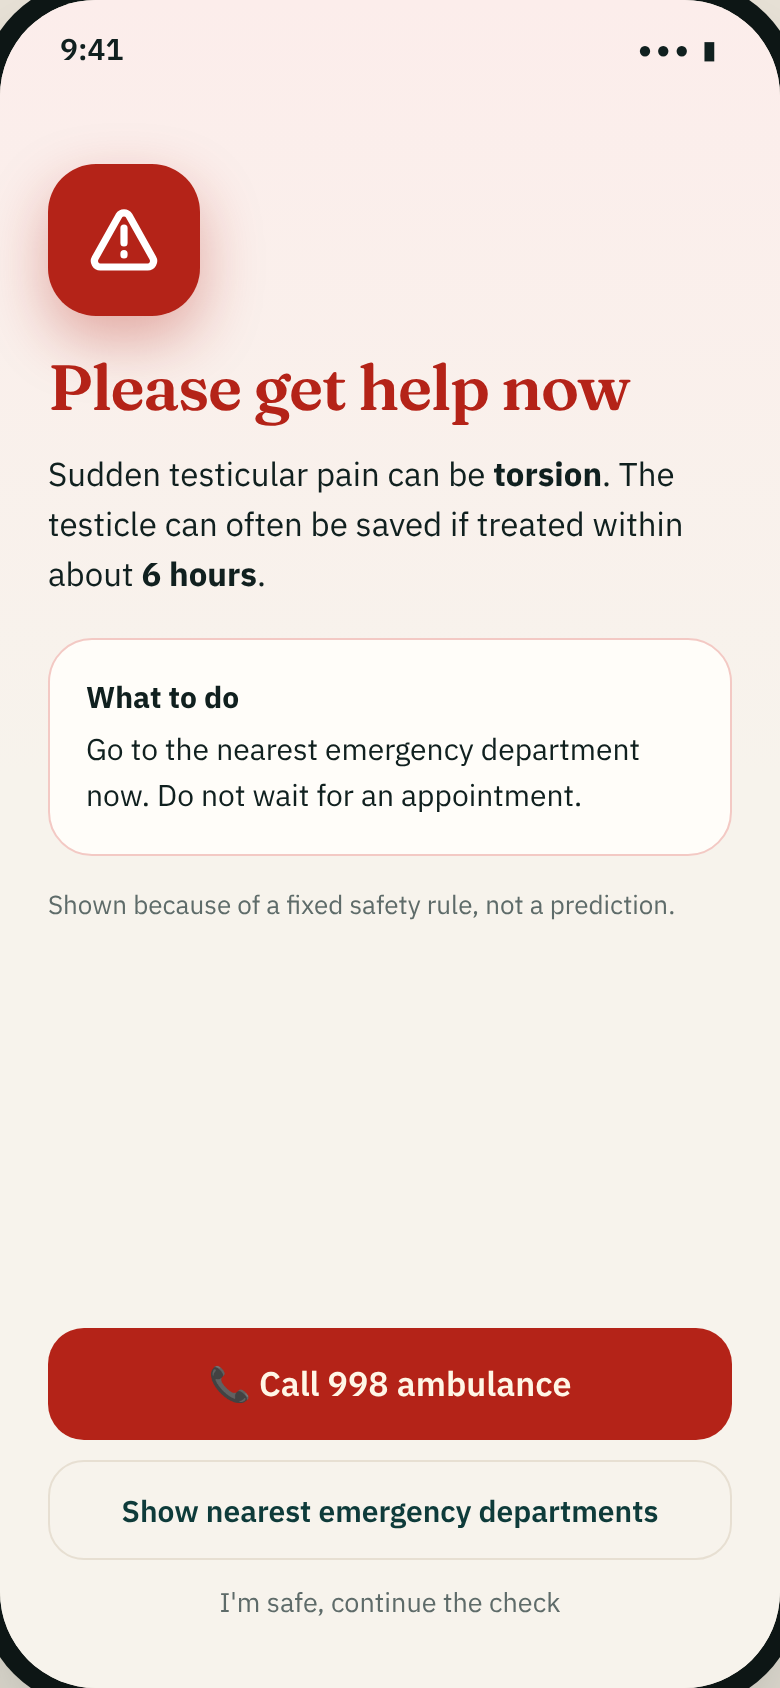 9:41
Please get help now
Sudden testicular pain can be torsion. The
testicle can often be saved if treated within
about 6 hours.
What to do
Go to the nearest emergency department
now. Do not wait for an appointment.
Shown because of a fixed safety rule, not a prediction.
📞 Call 998 ambulance
Show nearest emergency departments
I'm safe, continue the check